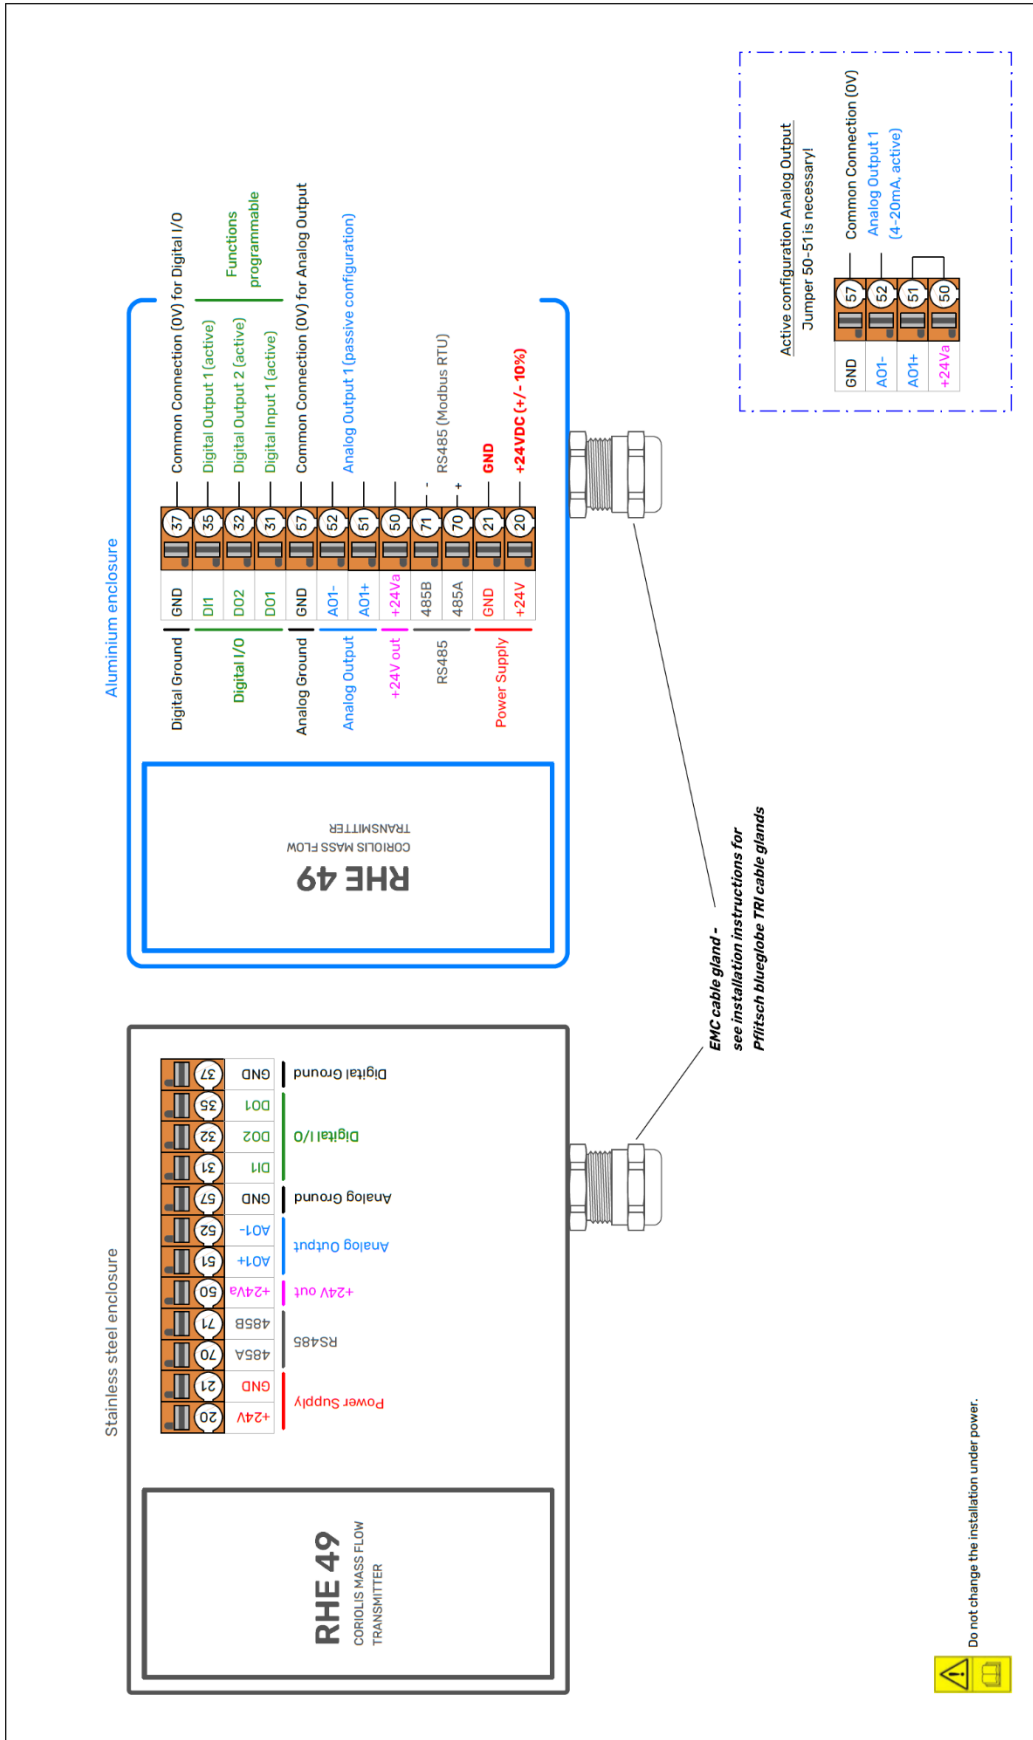 Stainless steel enclosure
RHE 49
CORIOLIS MASS FLOW
TRANSMITTER
20 21 70 71 50 51 52 57 31 32 35 37
+24V GND 485A 485B +24Va AO1+ AO1- GND DI1 DO2 DO1 GND
Power Supply
RS485
+24V out
Analog Output
Analog Ground
Digital I/O
Digital Ground
Aluminium enclosure
RHE 49
CORIOLIS MASS FLOW
TRANSMITTER
Digital Ground GND 37 Common Connection (0V) for Digital I/O
DI1 35 Digital Output 1 (active)
Digital I/O DO2 32 Digital Output 2 (active)
DO1 31 Digital Input 1 (active)
Functions
programmable
Analog Ground GND 57 Common Connection (0V) for Analog Output
Analog Output AO1- 52 Analog Output 1 (passive configuration)
AO1+ 51
+24V out +24Va 50
RS485 485B 71 - RS485 (Modbus RTU)
485A 70 +
Power Supply GND 21 GND
+24V 20 +24VDC (+/- 10%)
EMC cable gland -
see installation instructions for
Pflitsch blueglobe TRI cable glands
Active configuration Analog Output
Jumper 50-51 is necessary!
GND 57 Common Connection (0V)
AO1- 52 Analog Output 1
(4-20mA, active)
AO1+ 51
+24Va 50
Do not change the installation under power.